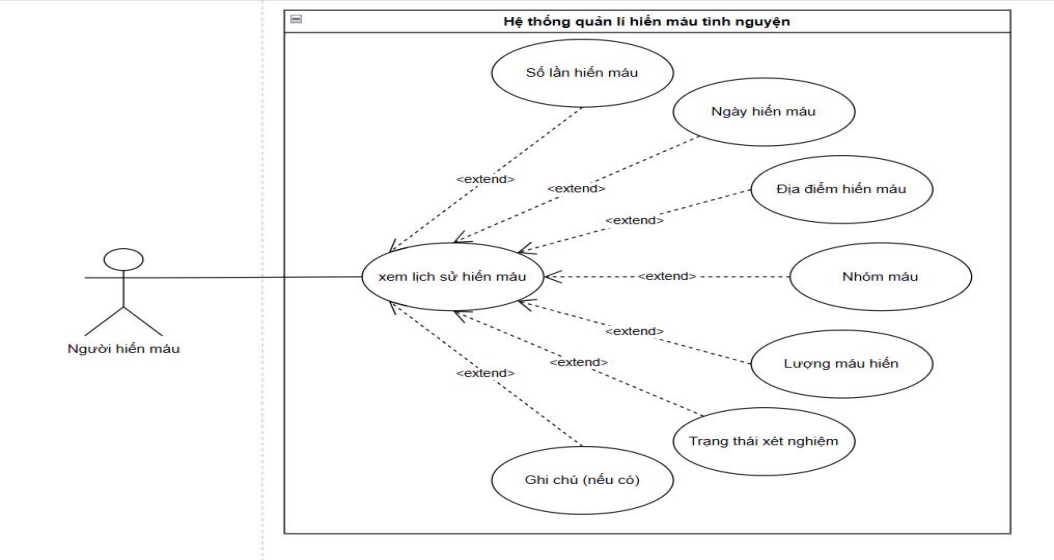 Hệ thống quản lí hiến máu tình nguyện
Số lần hiến máu
Ngày hiến máu
<extend>
<extend>
Địa điểm hiến máu
<extend>
xem lịch sử hiến máu
<extend>
Nhóm máu
Người hiến máu
<extend>
Lượng máu hiến
<extend>
<extend>
Trạng thái xét nghiệm
Ghi chú (nếu có)